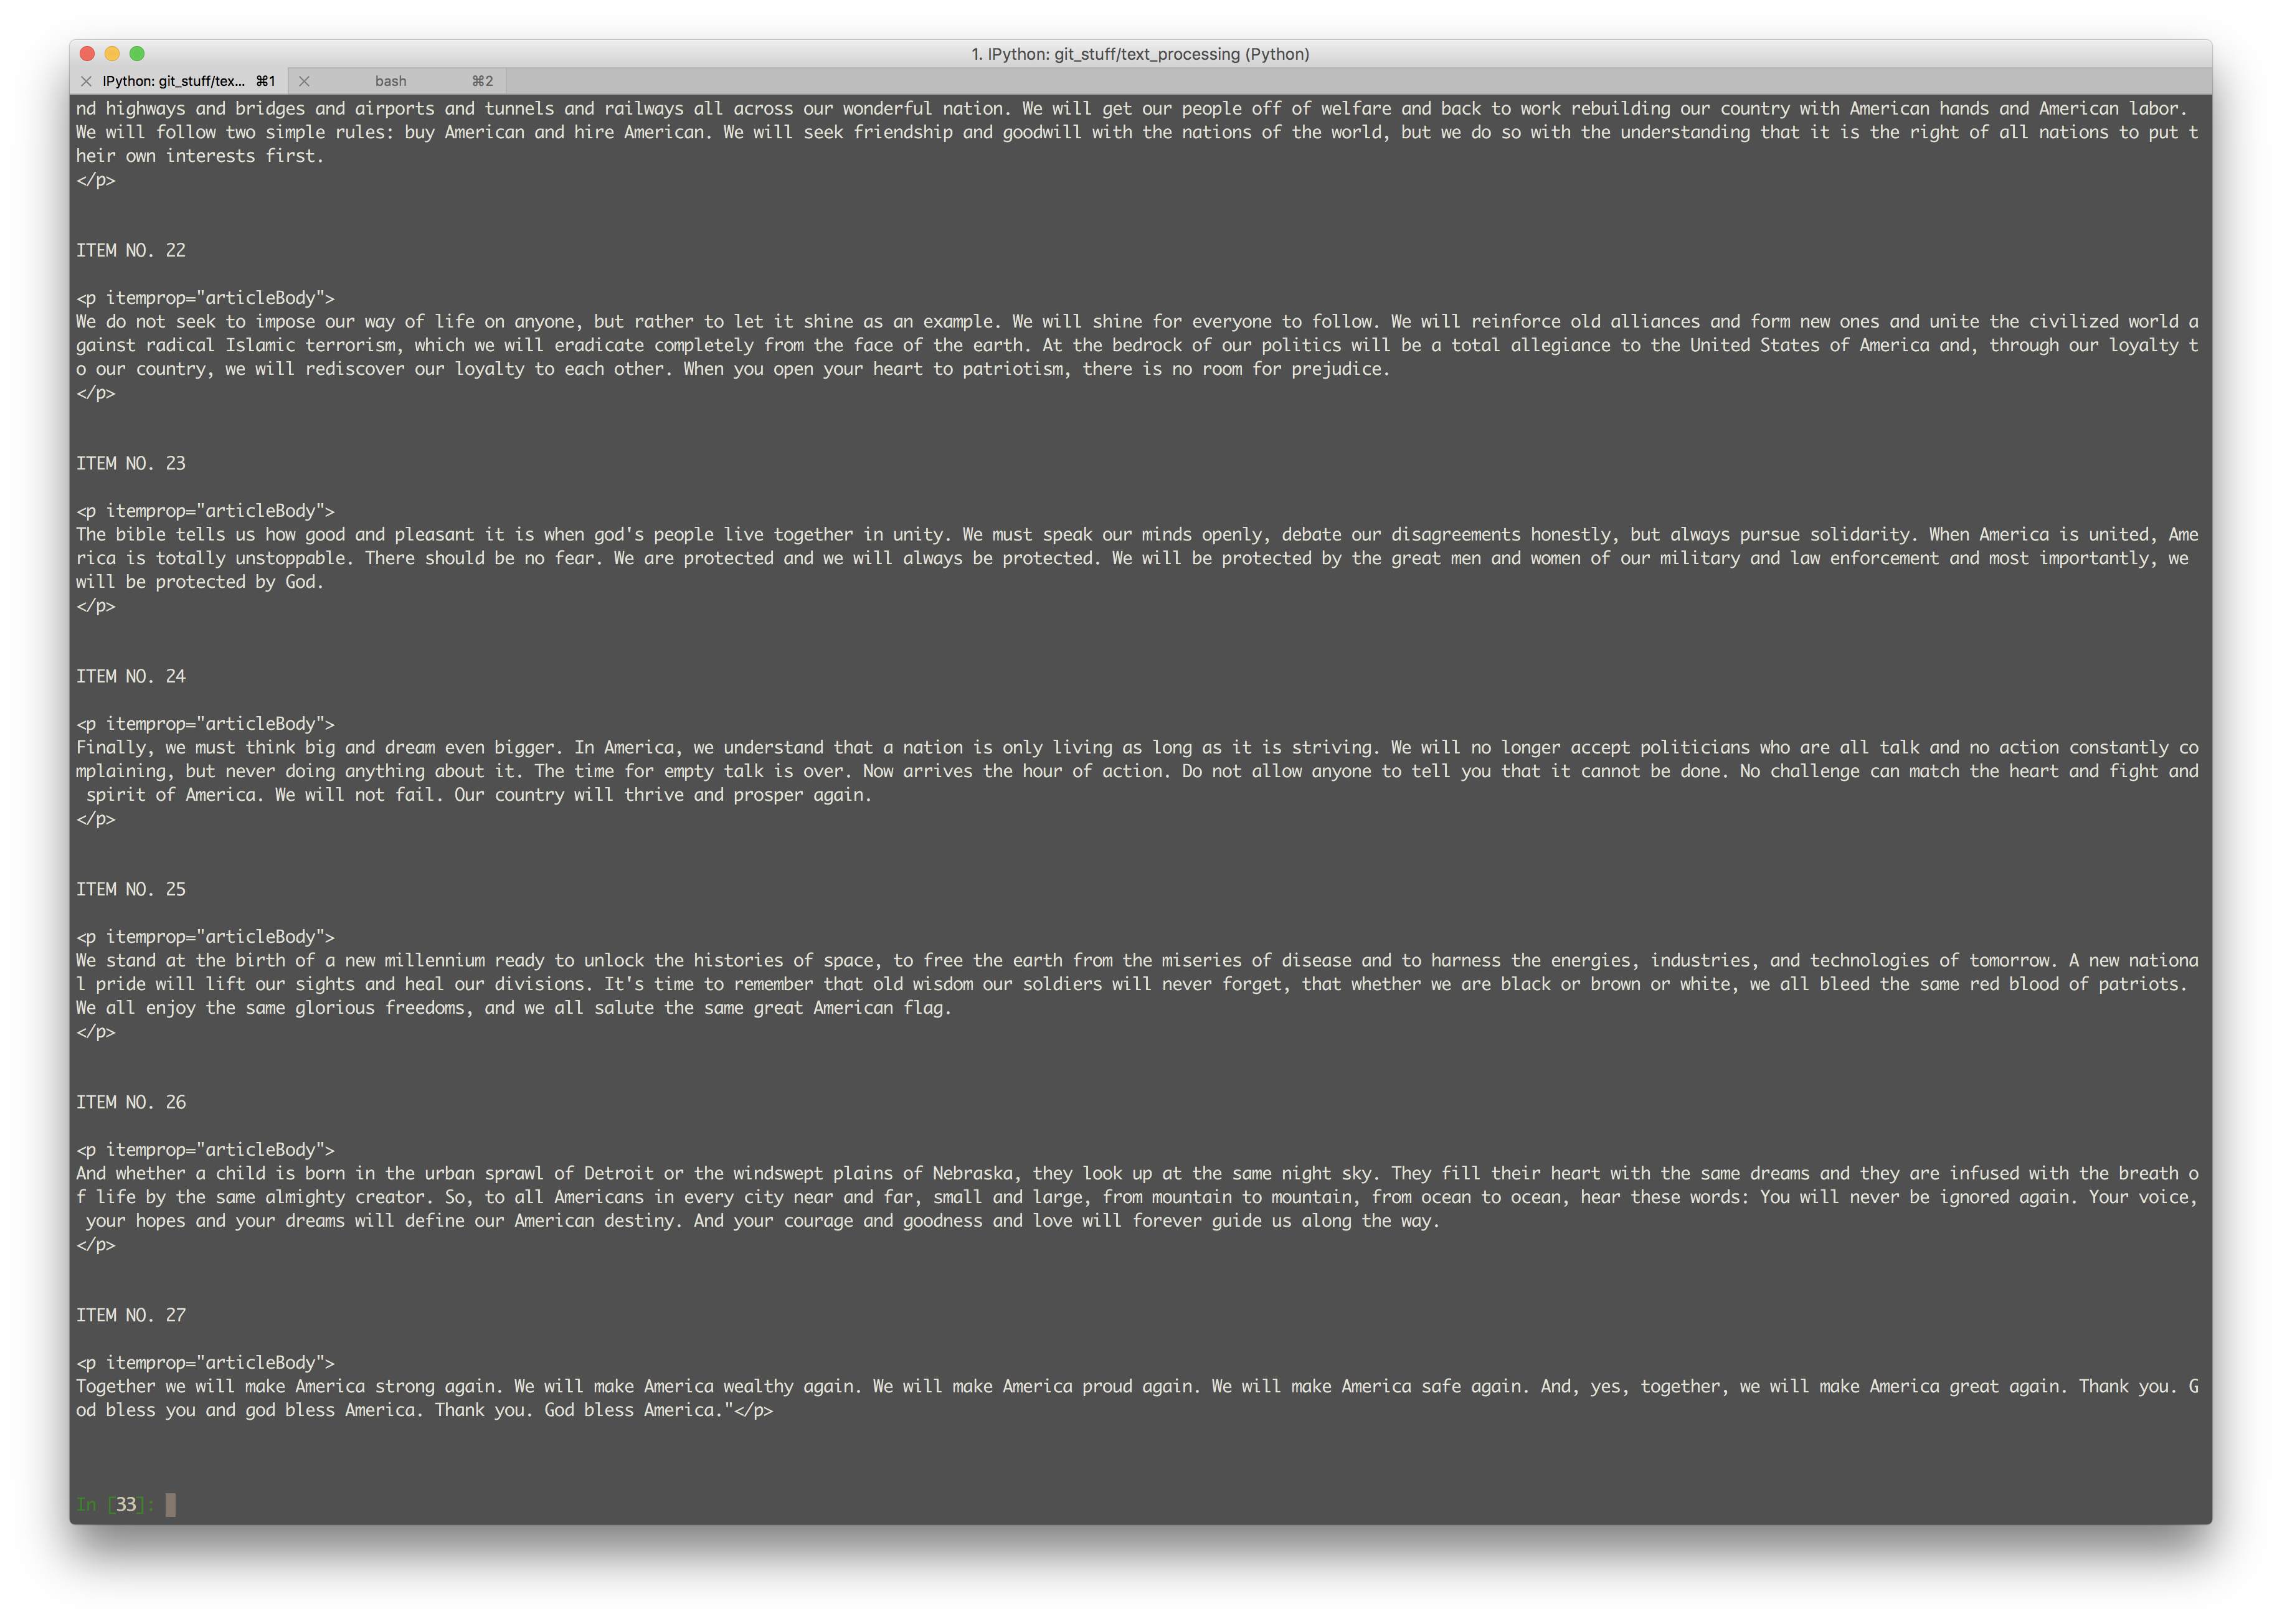 1. IPython: git_stuff/text_processing (Python)
IPython: git_stuff/tex... ⌘1 bash ⌘2
nd highways and bridges and airports and tunnels and railways all across our wonderful nation. We will get our people off of welfare and back to work rebuilding our country with American hands and American labor.
We will follow two simple rules: buy American and hire American. We will seek friendship and goodwill with the nations of the world, but we do so with the understanding that it is the right of all nations to put t
heir own interests first.
</p>
ITEM NO. 22
<p itemprop="articleBody">
We do not seek to impose our way of life on anyone, but rather to let it shine as an example. We will shine for everyone to follow. We will reinforce old alliances and form new ones and unite the civilized world a
gainst radical Islamic terrorism, which we will eradicate completely from the face of the earth. At the bedrock of our politics will be a total allegiance to the United States of America and, through our loyalty t
o our country, we will rediscover our loyalty to each other. When you open your heart to patriotism, there is no room for prejudice.
</p>
ITEM NO. 23
<p itemprop="articleBody">
The bible tells us how good and pleasant it is when god's people live together in unity. We must speak our minds openly, debate our disagreements honestly, but always pursue solidarity. When America is united, Ame
rica is totally unstoppable. There should be no fear. We are protected and we will always be protected. We will be protected by the great men and women of our military and law enforcement and most importantly, we
will be protected by God.
</p>
ITEM NO. 24
<p itemprop="articleBody">
Finally, we must think big and dream even bigger. In America, we understand that a nation is only living as long as it is striving. We will no longer accept politicians who are all talk and no action constantly co
mplaining, but never doing anything about it. The time for empty talk is over. Now arrives the hour of action. Do not allow anyone to tell you that it cannot be done. No challenge can match the heart and fight and
spirit of America. We will not fail. Our country will thrive and prosper again.
</p>
ITEM NO. 25
<p itemprop="articleBody">
We stand at the birth of a new millennium ready to unlock the histories of space, to free the earth from the miseries of disease and to harness the energies, industries, and technologies of tomorrow. A new nationa
l pride will lift our sights and heal our divisions. It's time to remember that old wisdom our soldiers will never forget, that whether we are black or brown or white, we all bleed the same red blood of patriots.
We all enjoy the same glorious freedoms, and we all salute the same great American flag.
</p>
ITEM NO. 26
<p itemprop="articleBody">
And whether a child is born in the urban sprawl of Detroit or the windswept plains of Nebraska, they look up at the same night sky. They fill their heart with the same dreams and they are infused with the breath o
f life by the same almighty creator. So, to all Americans in every city near and far, small and large, from mountain to mountain, from ocean to ocean, hear these words: You will never be ignored again. Your voice,
your hopes and your dreams will define our American destiny. And your courage and goodness and love will forever guide us along the way.
</p>
ITEM NO. 27
<p itemprop="articleBody">
Together we will make America strong again. We will make America wealthy again. We will make America proud again. We will make America safe again. And, yes, together, we will make America great again. Thank you. G
od bless you and god bless America. Thank you. God bless America."</p>
In [33]: